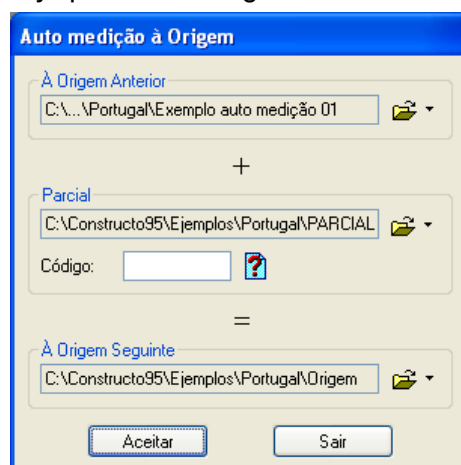 Auto medição à Origem
À Origem Anterior
C:\...\Portugal\Exemplo auto medição 01
+
Parcial
C:\Constructo95\Ejemplos\Portugal\PARCIAL
Código:
=
À Origem Seguinte
C:\Constructo95\Ejemplos\Portugal\Origem
Aceitar Sair